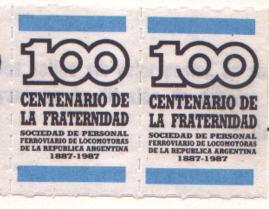 100
CENTENARIO DE
LA FRATERNIDAD
SOCIEDAD DE PERSONAL
FERROVIARIO DE LOCOMOTORAS
DE LA REPUBLICA ARGENTINA
1887-1987
100
CENTENARIO DE
LA FRATERNIDAD
SOCIEDAD DE PERSONAL
FERROVIARIO DE LOCOMOTORAS
DE LA REPUBLICA ARGENTINA
1887-1987